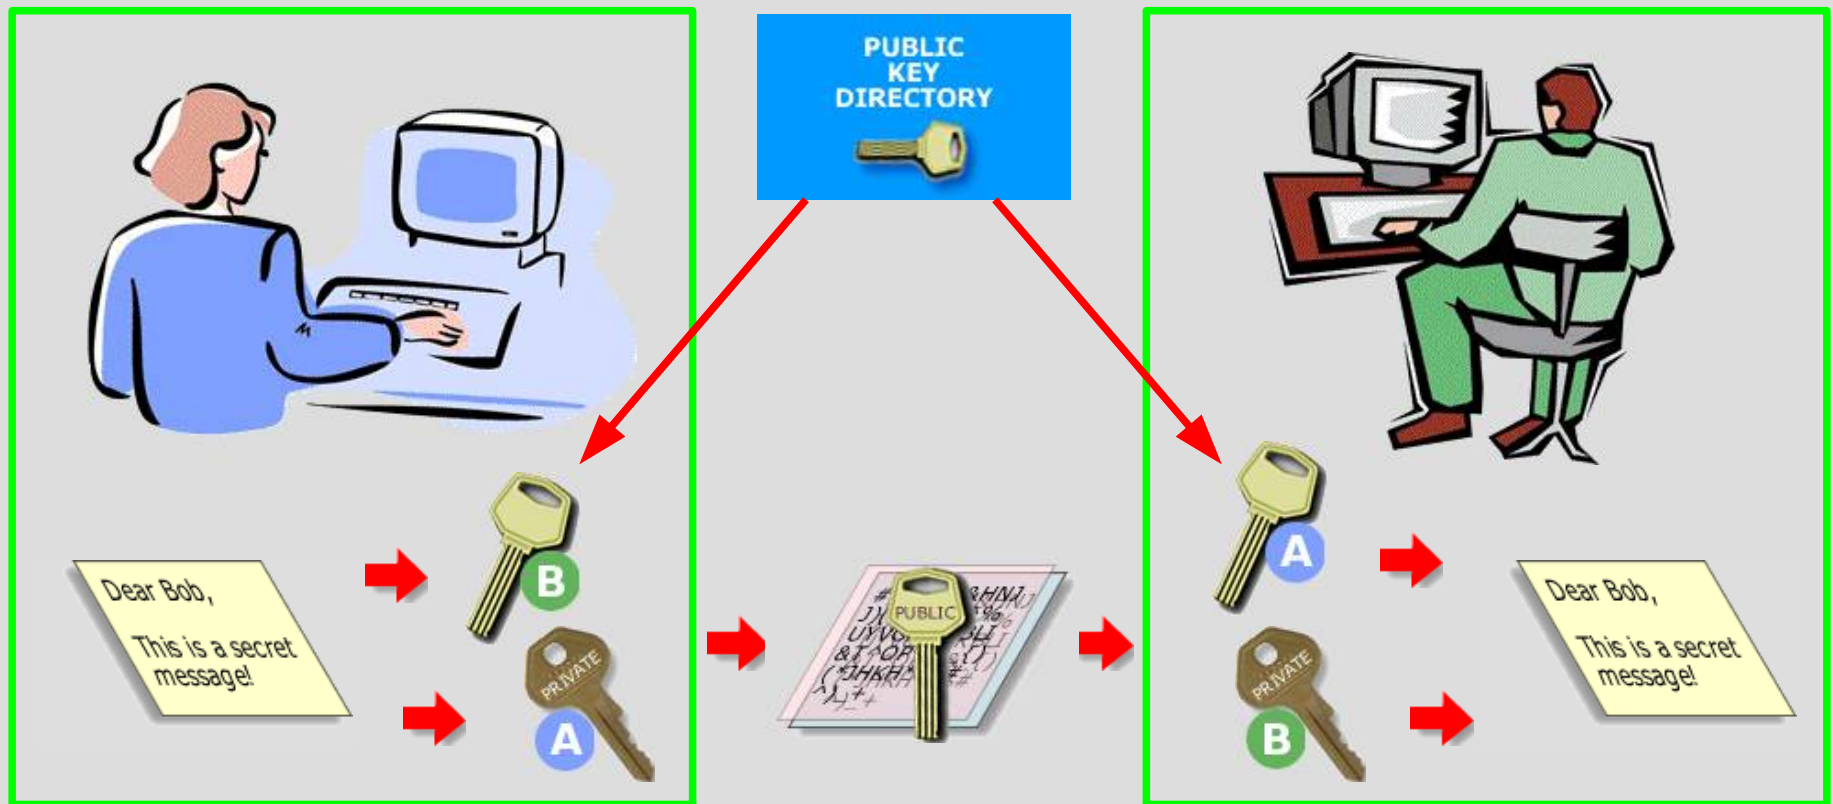 PUBLIC
KEY
DIRECTORY
Dear Bob,
This is a secret
message!
B
PRIVATE
A
PUBLIC
A
PRIVATE
B
Dear Bob,
This is a secret
message!